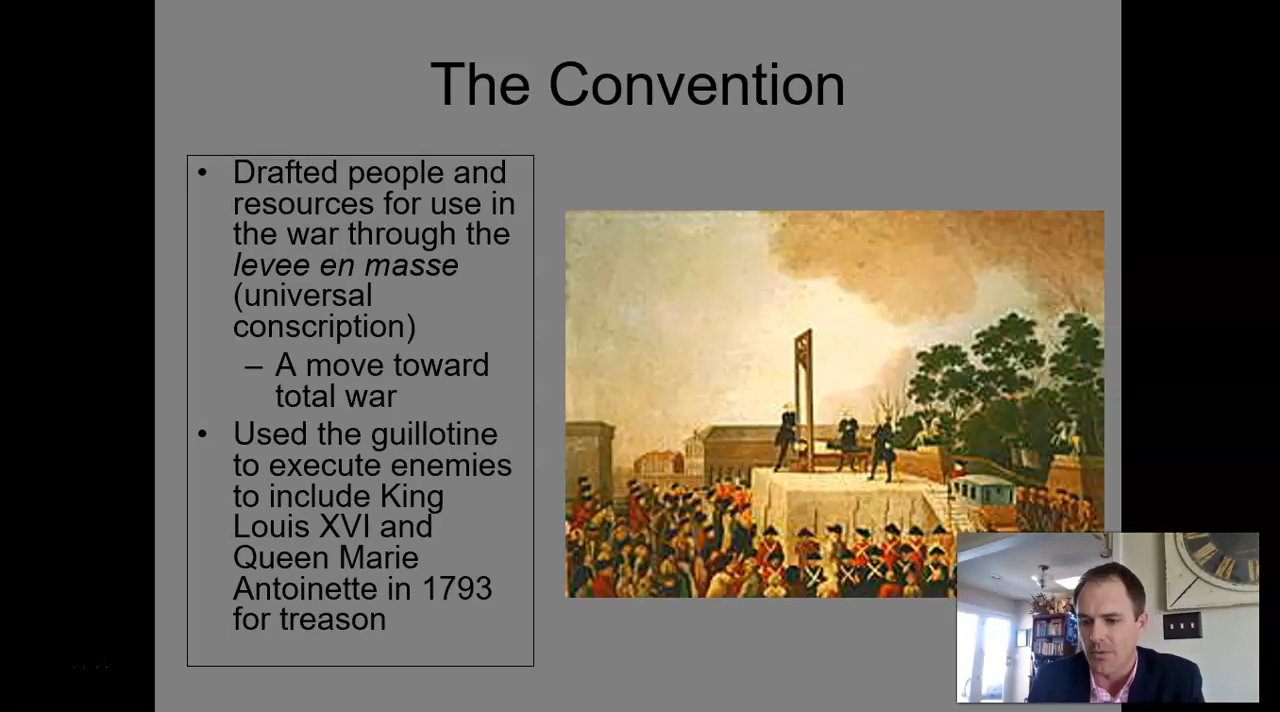 The Convention
• Drafted people and
resources for use in
the war through the
levee en masse
(universal
conscription)
– A move toward
total war
• Used the guillotine
to execute enemies
to include King
Louis XVI and
Queen Marie
Antoinette in 1793
for treason